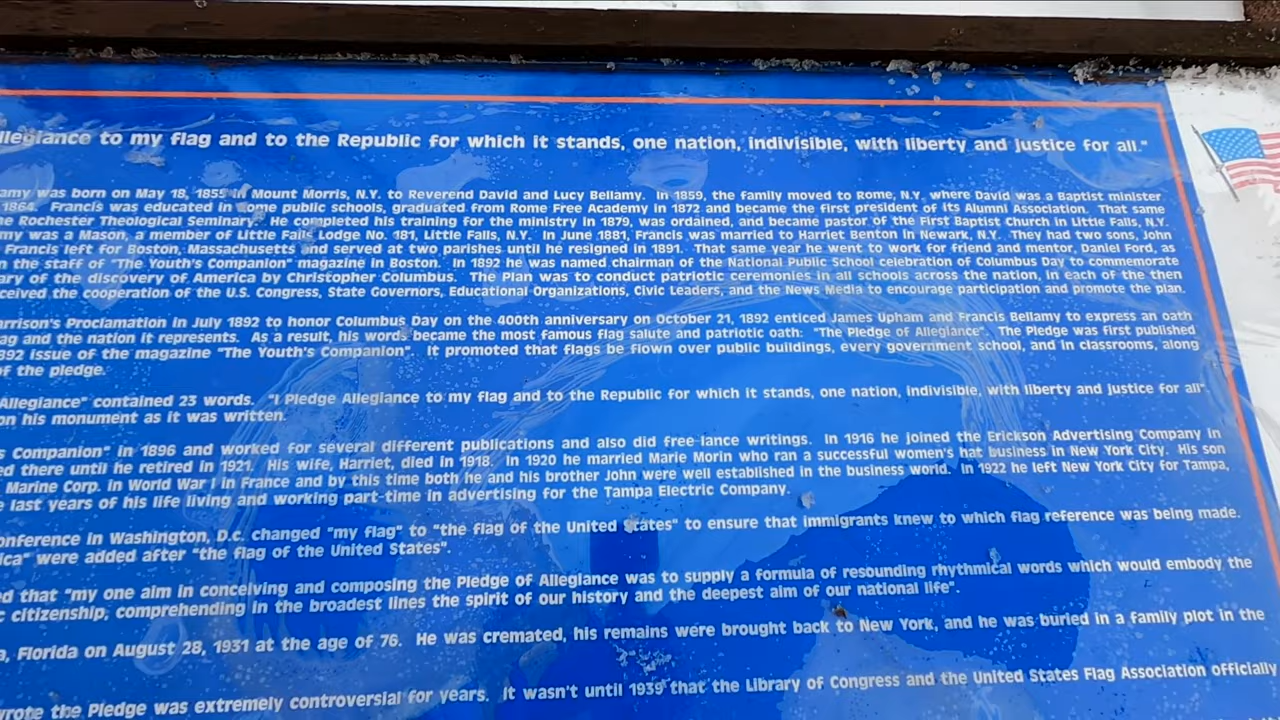 llegiance to my flag and to the Republic for which it stands, one nation, indivisible, with liberty and justice for all."
amy was born on May 18, 1855 in Mount Morris, N.Y. to Reverend David and Lucy Bellamy. In 1859, the family moved to Rome, N.Y. where David was a Baptist minister
1864. Francis was educated in Rome public schools, graduated from Rome Free Academy in 1872 and became the first president of its Alumni Association. That same
he Rochester Theological Seminary. He completed his training for the ministry in 1879, was ordained, and became pastor of the First Baptist Church in Little Falls, N.Y.
my was a Mason, a member of Little Falls Lodge No. 181, Little Falls, N.Y. In June 1881, Francis was married to Harriet Benton in Newark, N.Y. They had two sons, John
Francis left for Boston, Massachusetts and served at two parishes until he resigned in 1891. That same year he went to work for friend and mentor, Daniel Ford, as
n the staff of "The Youth's Companion" magazine in Boston. In 1892 he was named chairman of the National Public School celebration of Columbus Day to commemorate
ary of the discovery of America by Christopher Columbus. The Plan was to conduct patriotic ceremonies in all schools across the nation, in each of the then
ceived the cooperation of the U.S. Congress, State Governors, Educational Organizations, Civic Leaders, and the News Media to encourage participation and promote the plan.
arrison's Proclamation in July 1892 to honor Columbus Day on the 400th anniversary on October 21, 1892 enticed James Upham and Francis Bellamy to express an oath
ag and the nation it represents. As a result, his words became the most famous flag salute and patriotic oath: "The Pledge of Allegiance". The Pledge was first published
892 issue of the magazine "The Youth's Companion". It promoted that flags be flown over public buildings, every government school, and in classrooms, along
f the pledge.
Allegiance" contained 23 words. "I Pledge Allegiance to my flag and to the Republic for which it stands, one nation, indivisible, with liberty and justice for all".
on his monument as it was written.
s Companion" in 1896 and worked for several different publications and also did free lance writings. In 1916 he joined the Erickson Advertising Company in
ed there until he retired in 1921. His wife, Harriet, died in 1918. In 1920 he married Marie Morin who ran a successful women's hat business in New York City. His son
Marine Corp. in World War I in France and by this time both he and his brother John were well established in the business world. In 1922 he left New York City for Tampa,
e last years of his life living and working part-time in advertising for the Tampa Electric Company.
onference in Washington, D.C. changed "my flag" to "the flag of the United States" to ensure that immigrants knew to which flag reference was being made.
ica" were added after "the flag of the United States".
d that "my one aim in conceiving and composing the Pledge of Allegiance was to supply a formula of resounding rhythmical words which would embody the
c citizenship, comprehending in the broadest lines the spirit of our history and the deepest aim of our national life".
a, Florida on August 28, 1931 at the age of 76. He was cremated, his remains were brought back to New York, and he was buried in a family plot in the
wrote the Pledge was extremely controversial for years. It wasn't until 1939 that the Library of Congress and the United States Flag Association officially